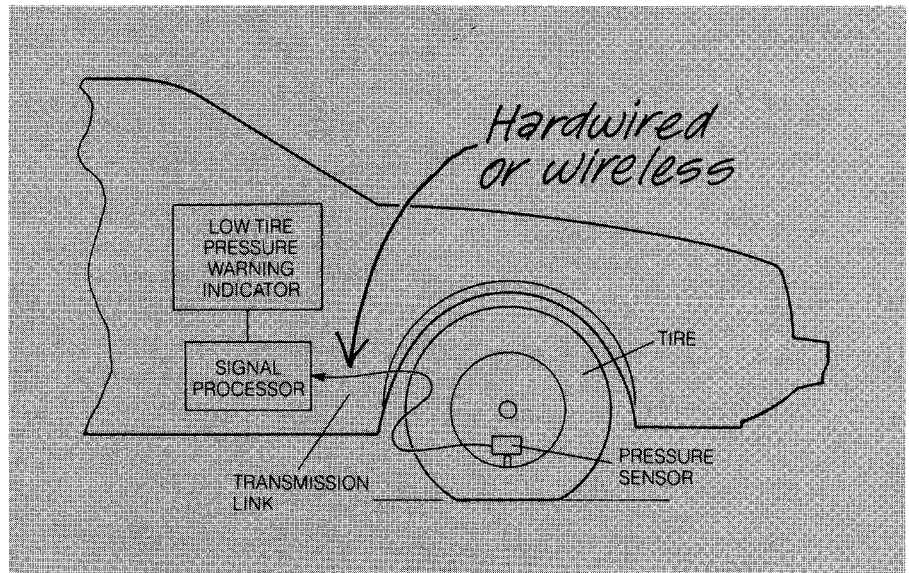 Hardwired
or wireless
LOW TIRE
PRESSURE
WARNING
INDICATOR
SIGNAL
PROCESSOR
TIRE
TRANSMISSION
LINK
PRESSURE
SENSOR